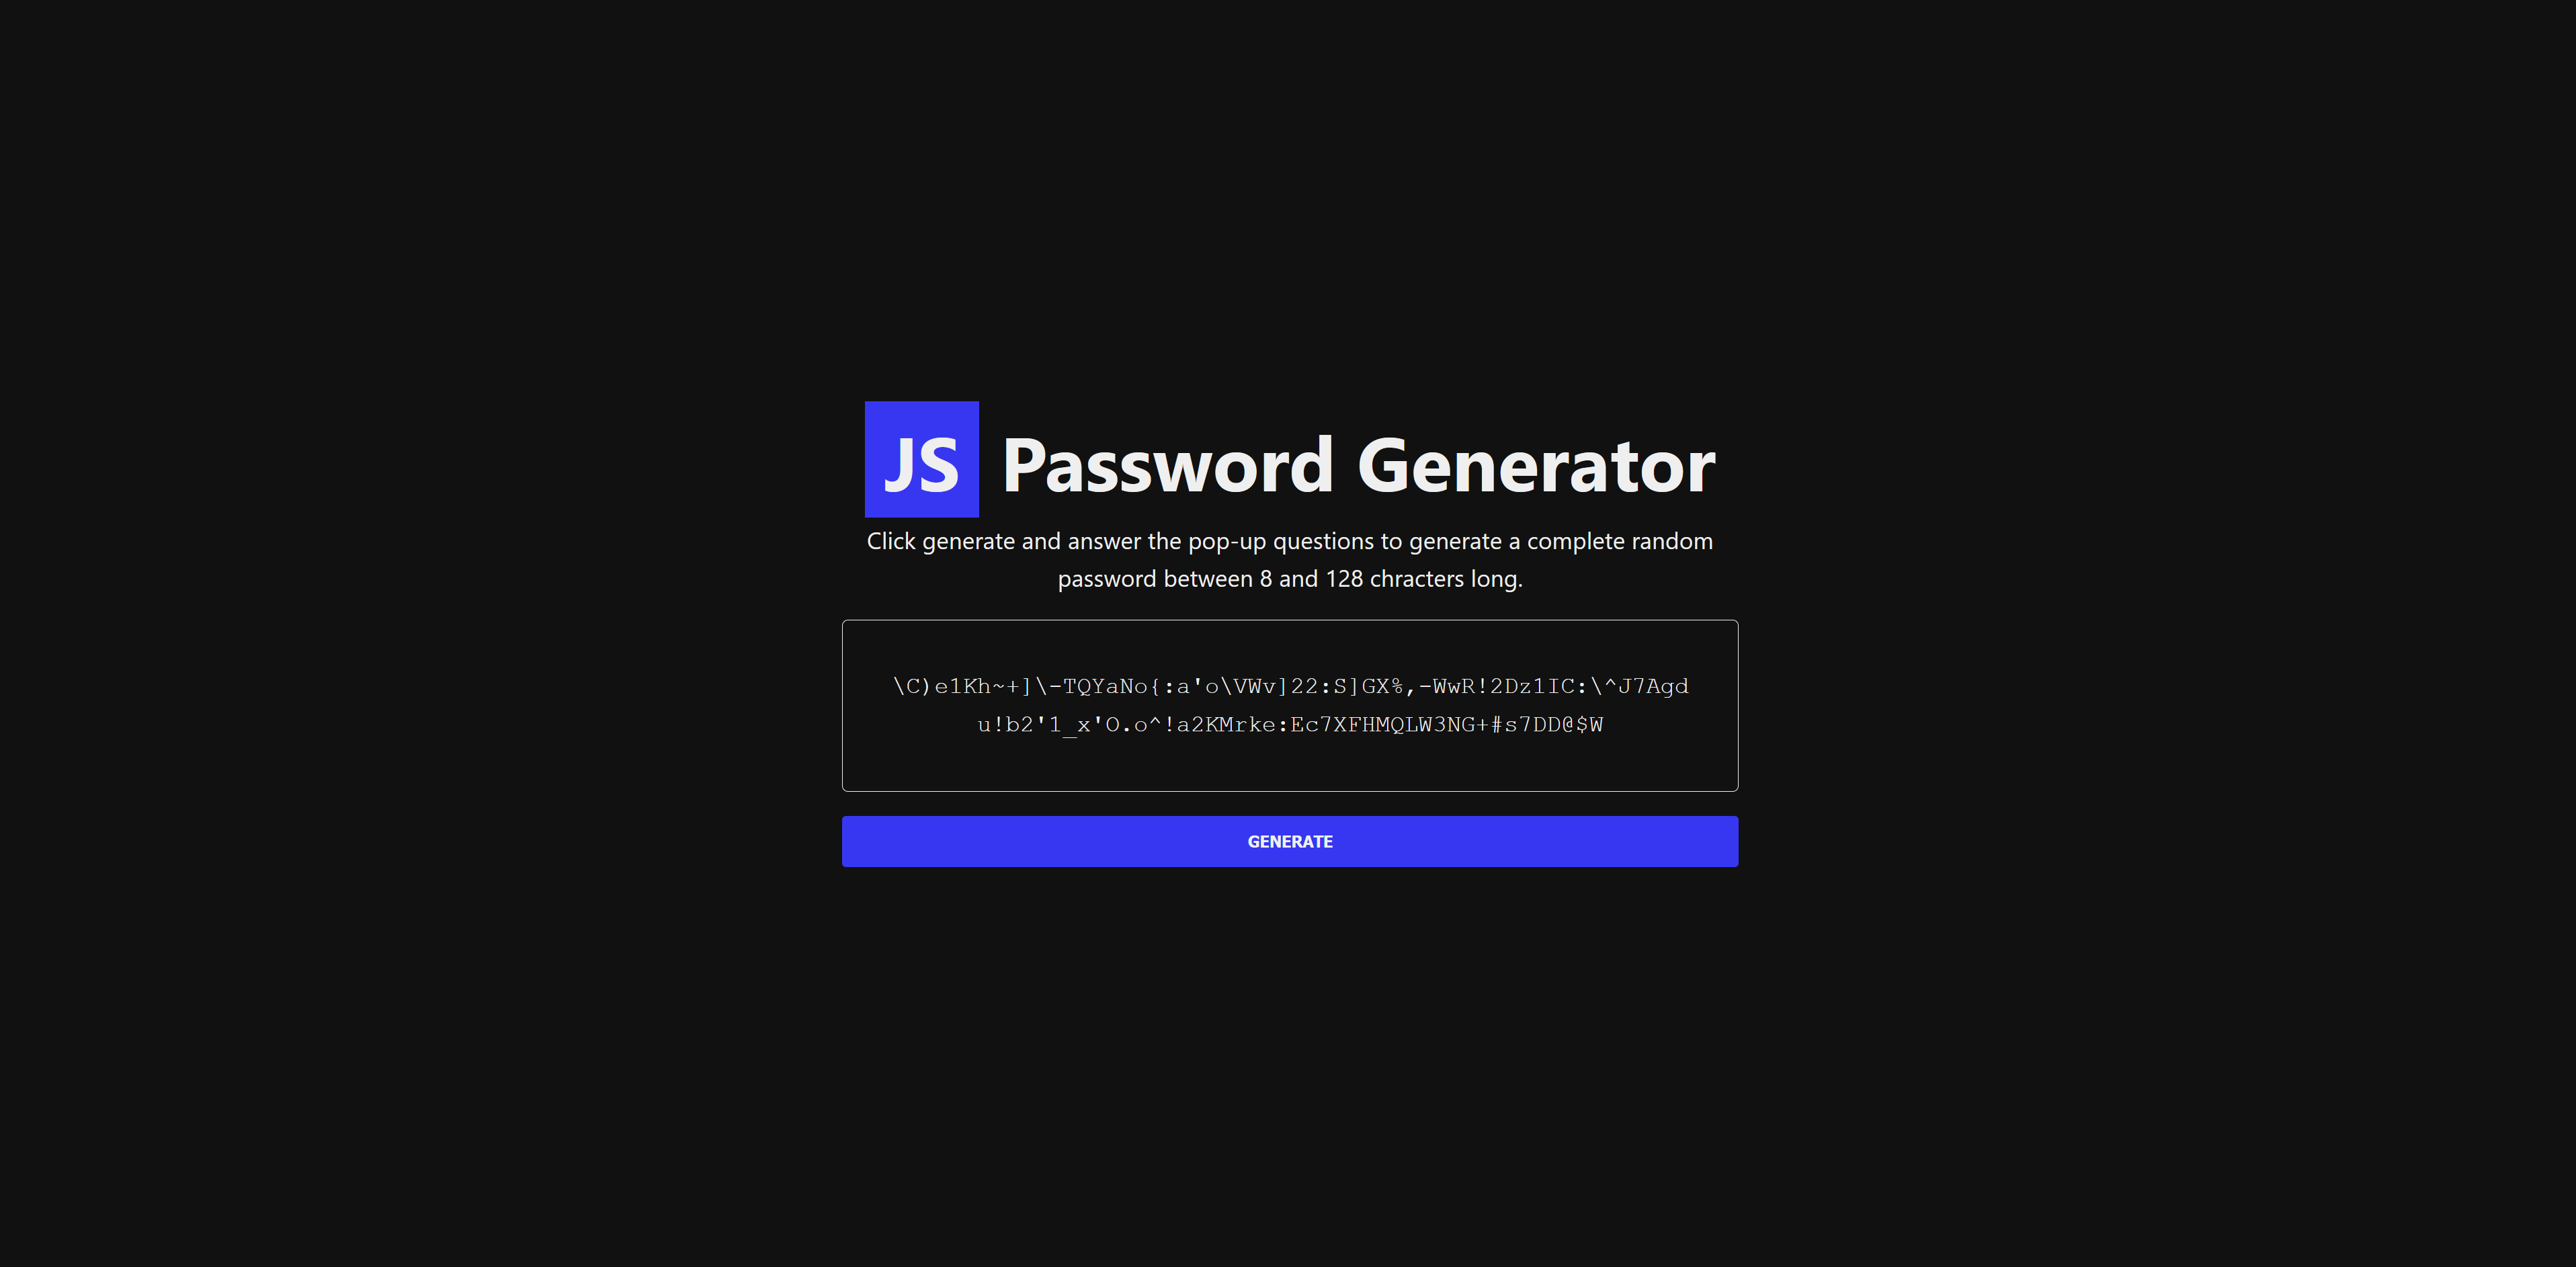 JS Password Generator
Click generate and answer the pop-up questions to generate a complete random
password between 8 and 128 chracters long.
\C)e1Kh~+]\-TQYaNo{:a'o\VWv]22:S]GX%,-WwR!2Dz1IC:\^J7Agd
u!b2'1_x'O.o^!a2KMrke:Ec7XFHMQLW3NG+#s7DD@$W
GENERATE